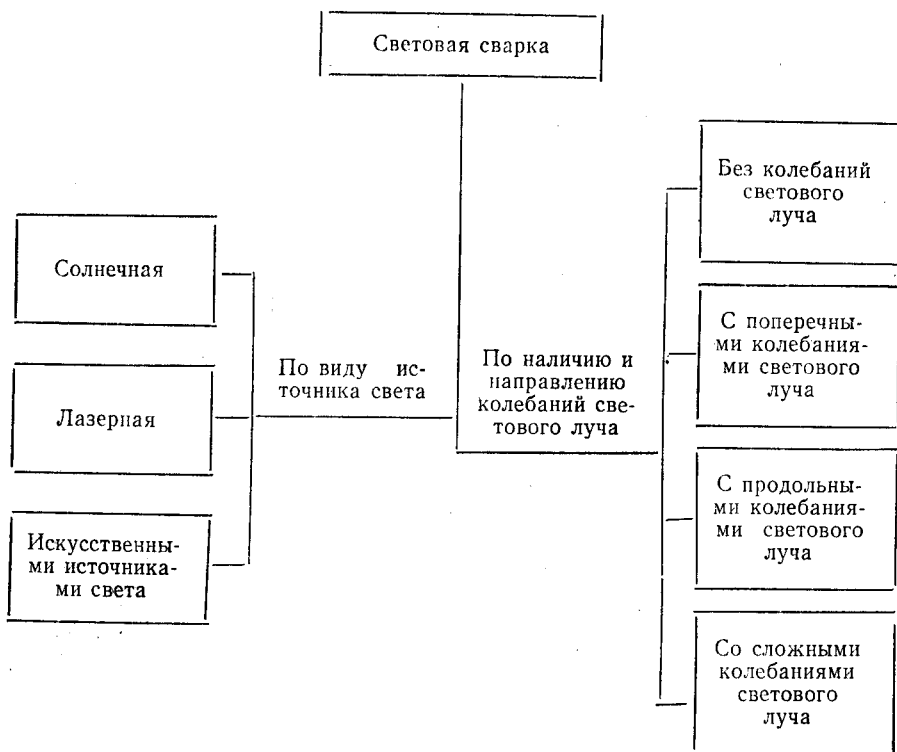 Световая сварка
Солнечная
Лазерная
Искусственны-
ми источника-
ми света
По виду ис-
точника света
По наличию и
направлению
колебаний све-
тового луча
Без колебаний
светового
луча
С поперечны-
ми колебания-
ми светового
луча
С продольны-
ми колебания-
ми светового
луча
Со сложными
колебаниями
светового
луча